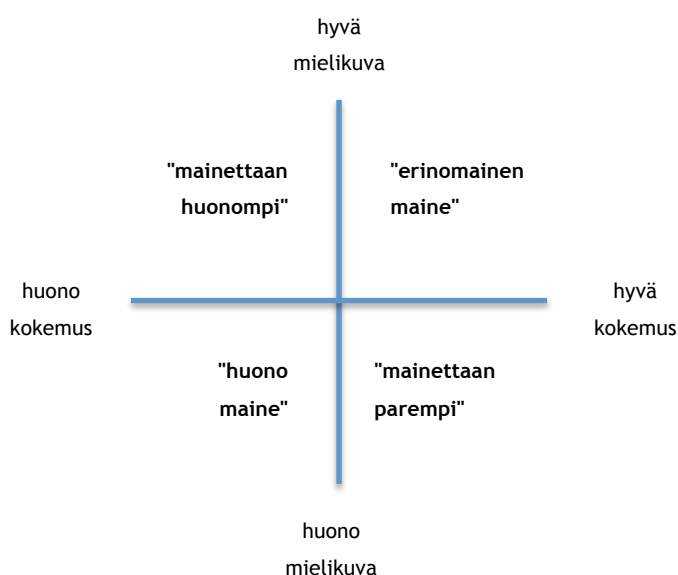 hyvä
mielikuva
"mainettaan
huonompi"
"erinomainen
maine"
huono
kokemus
hyvä
kokemus
"huono
maine"
"mainettaan
parempi"
huono
mielikuva